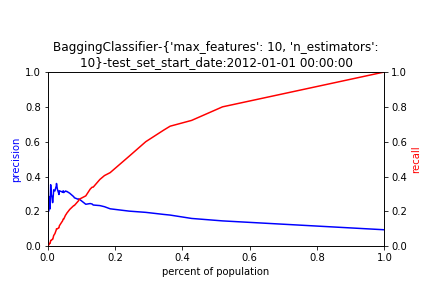 BaggingClassifier-{'max_features': 10, 'n_estimators':
10}-test_set_start_date:2012-01-01 00:00:00
1.0
0.8
0.6
0.4
0.2
0.0
precision
1.0
0.8
0.6
0.4
0.2
0.0
recall
0.0 0.2 0.4 0.6 0.8 1.0
percent of population